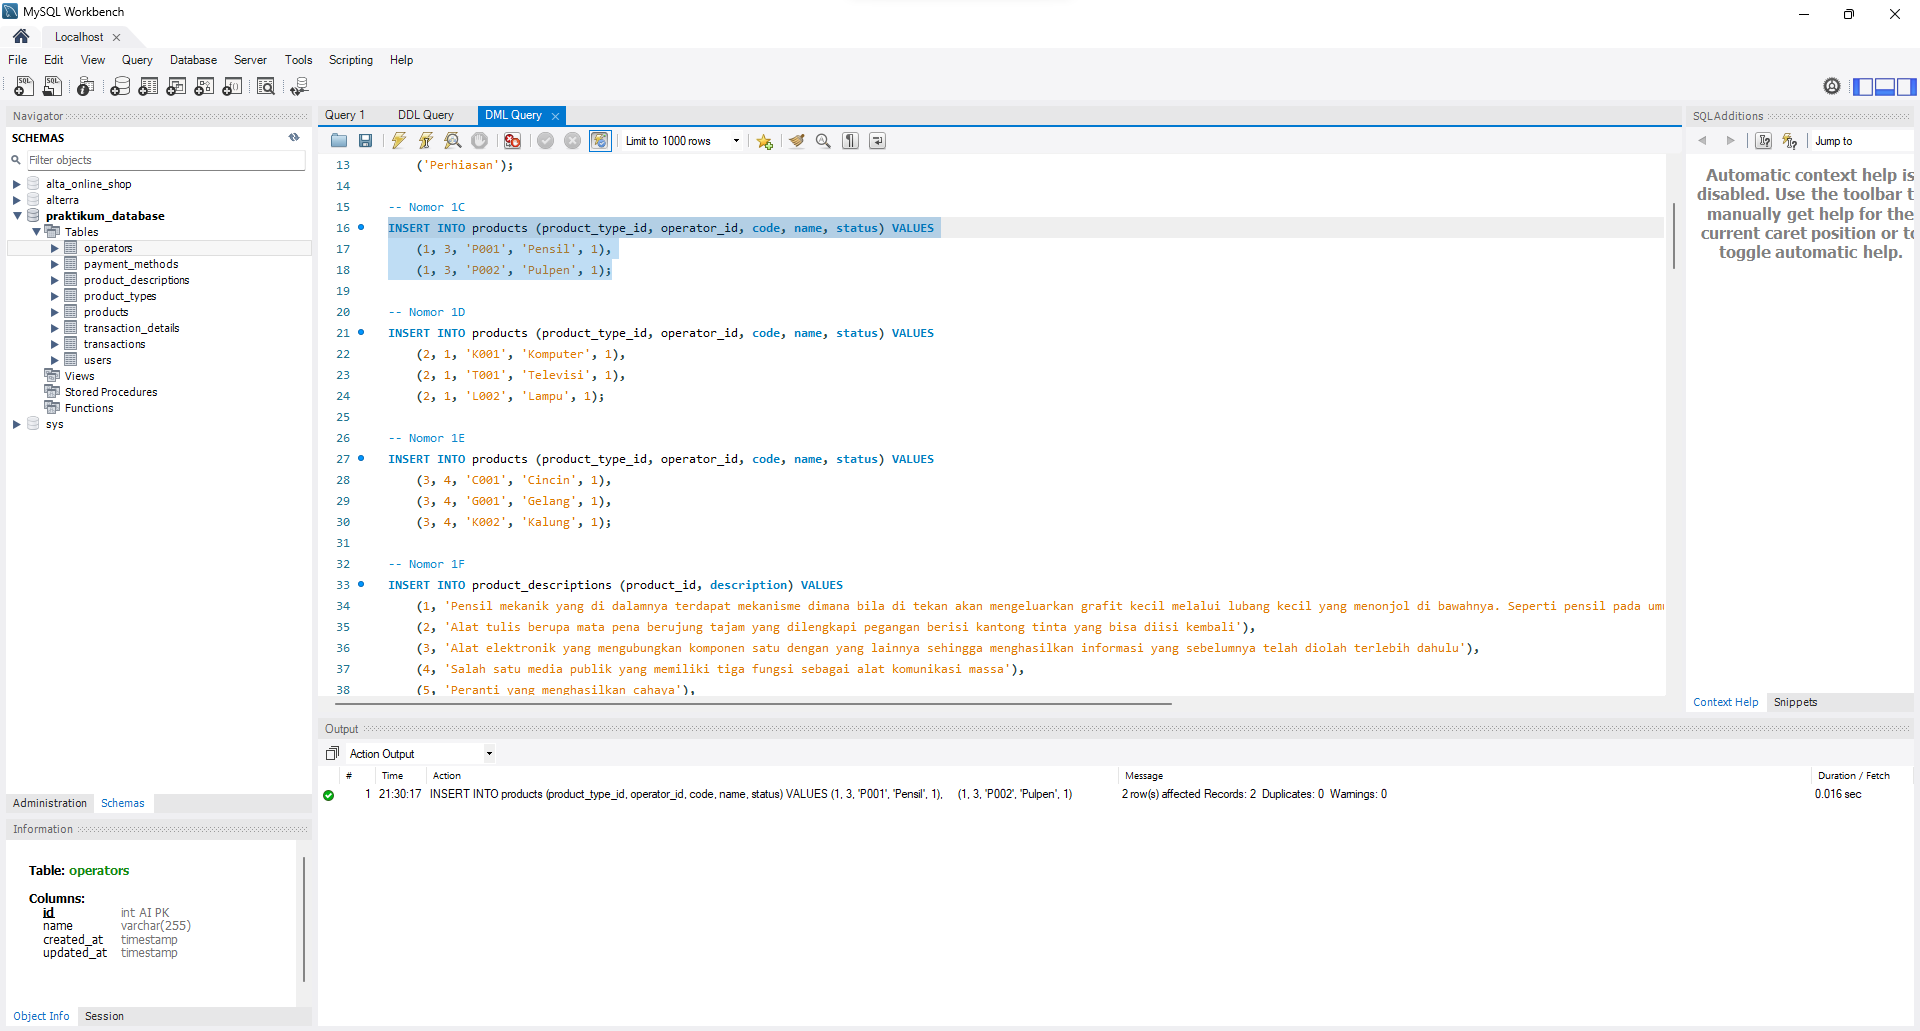 MySQL Workbench
Localhost
File Edit View Query Database Server Tools Scripting Help
Navigator
SCHEMAS
Filter objects
alta_online_shop
alterra
praktikum_database
Tables
operators
payment_methods
product_descriptions
product_types
products
transaction_details
transactions
users
Views
Stored Procedures
Functions
sys
Administration Schemas
Information
Table: operators
Columns:
id int AI PK
name varchar(255)
created_at timestamp
updated_at timestamp
Object Info Session
Query 1 DDL Query DML Query
Limit to 1000 rows
13 ('Perhiasan');
14
15 -- Nomor 1C
16 INSERT INTO products (product_type_id, operator_id, code, name, status) VALUES
17 (1, 3, 'P001', 'Pensil', 1),
18 (1, 3, 'P002', 'Pulpen', 1);
19
20 -- Nomor 1D
21 INSERT INTO products (product_type_id, operator_id, code, name, status) VALUES
22 (2, 1, 'K001', 'Komputer', 1),
23 (2, 1, 'T001', 'Televisi', 1),
24 (2, 1, 'L002', 'Lampu', 1);
25
26 -- Nomor 1E
27 INSERT INTO products (product_type_id, operator_id, code, name, status) VALUES
28 (3, 4, 'C001', 'Cincin', 1),
29 (3, 4, 'G001', 'Gelang', 1),
30 (3, 4, 'K002', 'Kalung', 1);
31
32 -- Nomor 1F
33 INSERT INTO product_descriptions (product_id, description) VALUES
34 (1, 'Pensil mekanik yang di dalamnya terdapat mekanisme dimana bila di tekan akan mengeluarkan grafit kecil melalui lubang kecil yang menonjol di bawahnya. Seperti pensil pada um
35 (2, 'Alat tulis berupa mata pena berujung tajam yang dilengkapi pegangan berisi kantong tinta yang bisa diisi kembali'),
36 (3, 'Alat elektronik yang mengubungkan komponen satu dengan yang lainnya sehingga menghasilkan informasi yang sebelumnya telah diolah terlebih dahulu'),
37 (4, 'Salah satu media publik yang memiliki tiga fungsi sebagai alat komunikasi massa'),
38 (5, 'Peranti yang menghasilkan cahaya'),
SQLAdditions
Jump to
Automatic context help is
disabled. Use the toolbar t
manually get help for the
current caret position or to
toggle automatic help.
Context Help Snippets
Output
Action Output
# Time Action Message Duration / Fetch
1 21:30:17 INSERT INTO products (product_type_id, operator_id, code, name, status) VALUES (1, 3, 'P001', 'Pensil', 1), (1, 3, 'P002', 'Pulpen', 1) 2 row(s) affected Records: 2 Duplicates: 0 Warnings: 0 0.016 sec